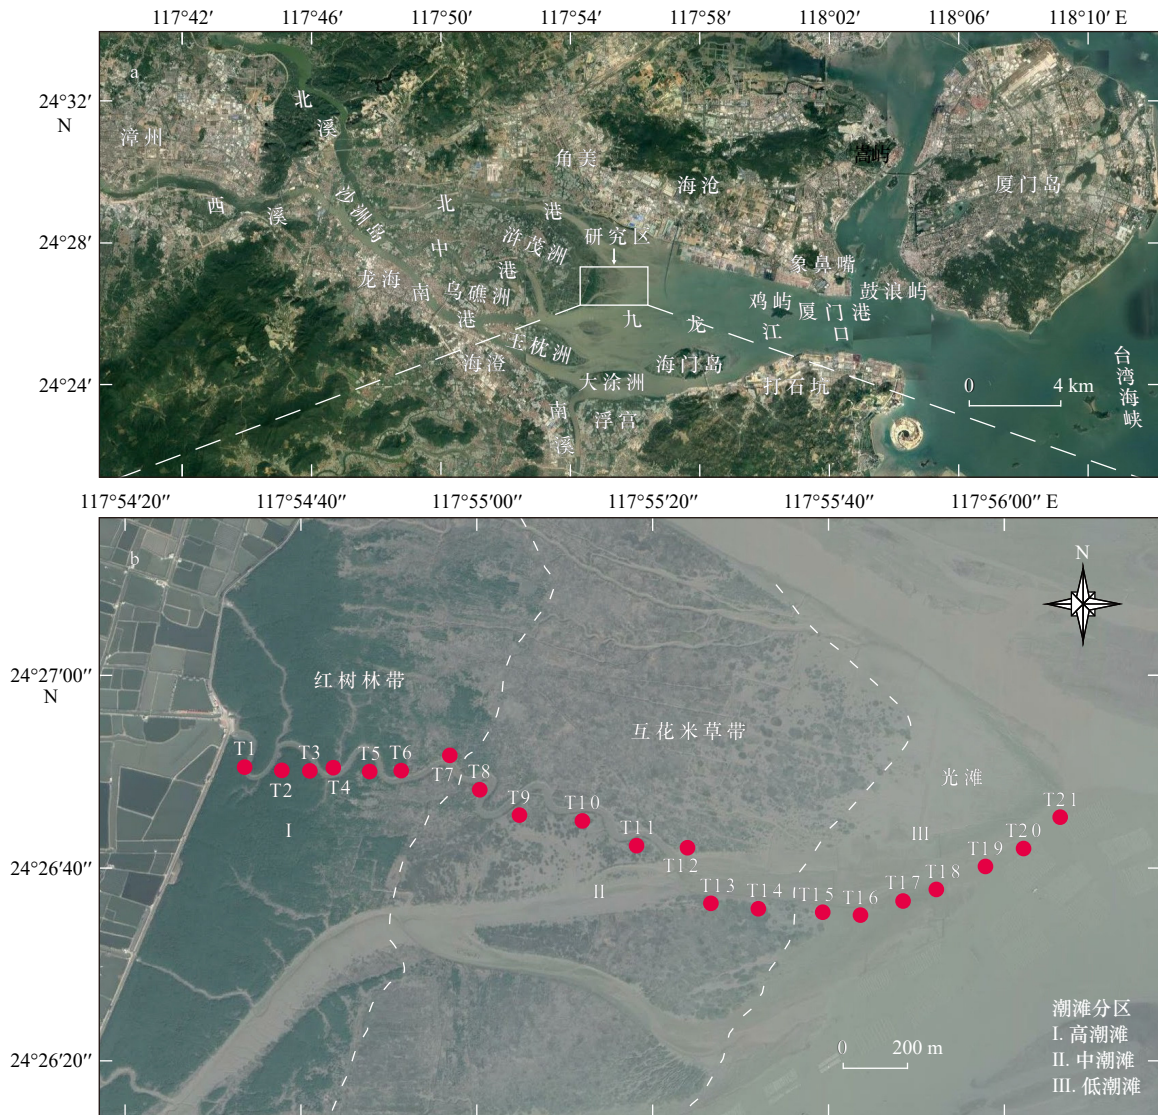 117°42′ 117°46′ 117°50′ 117°54′ 117°58′ 118°02′ 118°06′ 118°10′ E
a
24°32′
N
24°28′
24°24′
漳州
北溪
西溪
沙洲岛
角美
海沧
嵩屿
厦门岛
北港
浒茂洲
研究区
中港
龙海
南港
乌礁洲
象鼻嘴
鸡屿
厦门港
鼓浪屿
九龙江口
玉枕洲
海澄
海门岛
大涂洲
打石坑
南溪
浮宫
台湾海峡
0 4 km
117°54′20′′ 117°54′40′′ 117°55′00′′ 117°55′20′′ 117°55′40′′ 117°56′00′′ E
b
N
24°27′00′′
N
24°26′40′′
24°26′20′′
红树林带
互花米草带
光滩
T1
T2
T3
T4
T5
T6
T7
T8
T9
T10
T11
T12
T13
T14
T15
T16
T17
T18
T19
T20
T21
I
II
III
潮滩分区
I. 高潮滩
II. 中潮滩
III. 低潮滩
0 200 m